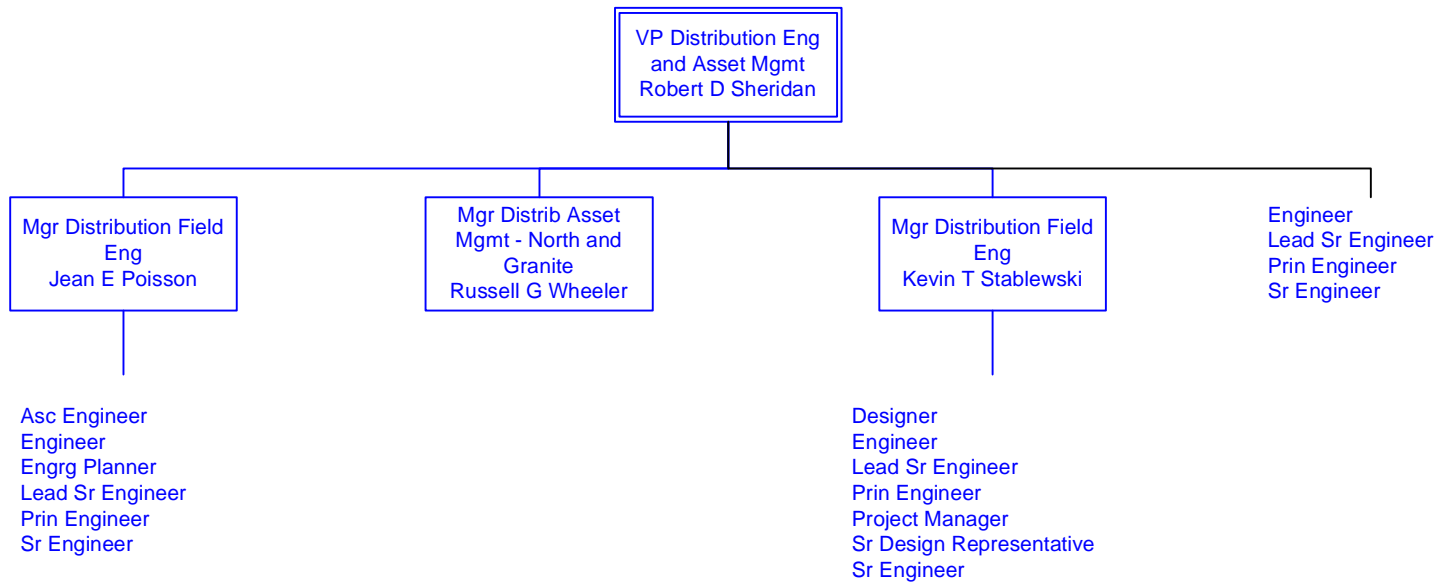 VP Distribution Eng
and Asset Mgmt
Robert D Sheridan
Mgr Distribution Field
Eng
Jean E Poisson
Mgr Distrib Asset
Mgmt - North and
Granite
Russell G Wheeler
Mgr Distribution Field
Eng
Kevin T Stablewski
Engineer
Lead Sr Engineer
Prin Engineer
Sr Engineer
Asc Engineer
Engineer
Engrg Planner
Lead Sr Engineer
Prin Engineer
Sr Engineer
Designer
Engineer
Lead Sr Engineer
Prin Engineer
Project Manager
Sr Design Representative
Sr Engineer